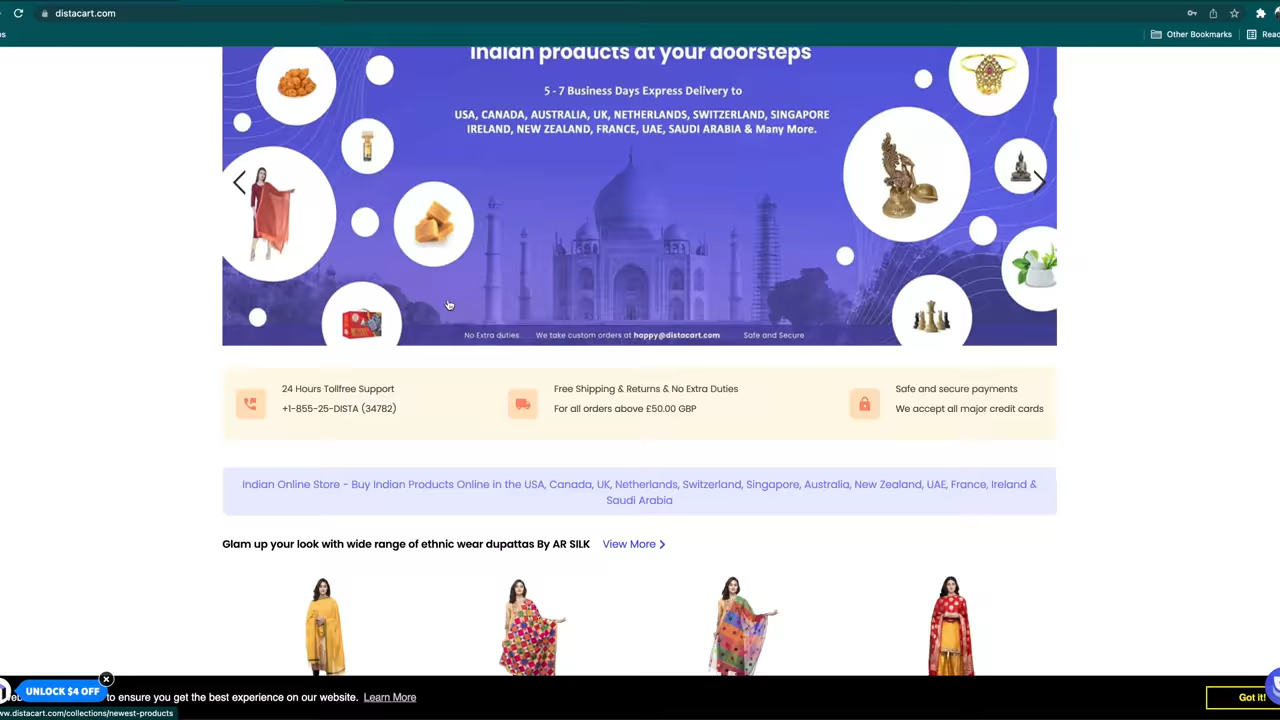 distacart.com
Other Bookmarks
Indian products at your doorsteps
5 - 7 Business Days Express Delivery to
USA, CANADA, AUSTRALIA, UK, NETHERLANDS, SWITZERLAND, SINGAPORE
IRELAND, NEW ZEALAND, FRANCE, UAE, SAUDI ARABIA & Many More.
No Extra duties We take custom orders at happy@distacart.com Safe and Secure
24 Hours Tollfree Support
+1-855-25-DISTA (34782)
Free Shipping & Returns & No Extra Duties
For all orders above £50.00 GBP
Safe and secure payments
We accept all major credit cards
Indian Online Store - Buy Indian Products Online in the USA, Canada, UK, Netherlands, Switzerland, Singapore, Australia, New Zealand, UAE, France, Ireland &
Saudi Arabia
Glam up your look with wide range of ethnic wear dupattas By AR SILK View More
UNLOCK $4 OFF
to ensure you get the best experience on our website. Learn More
Got it!
ww.distacart.com/collections/newest-products